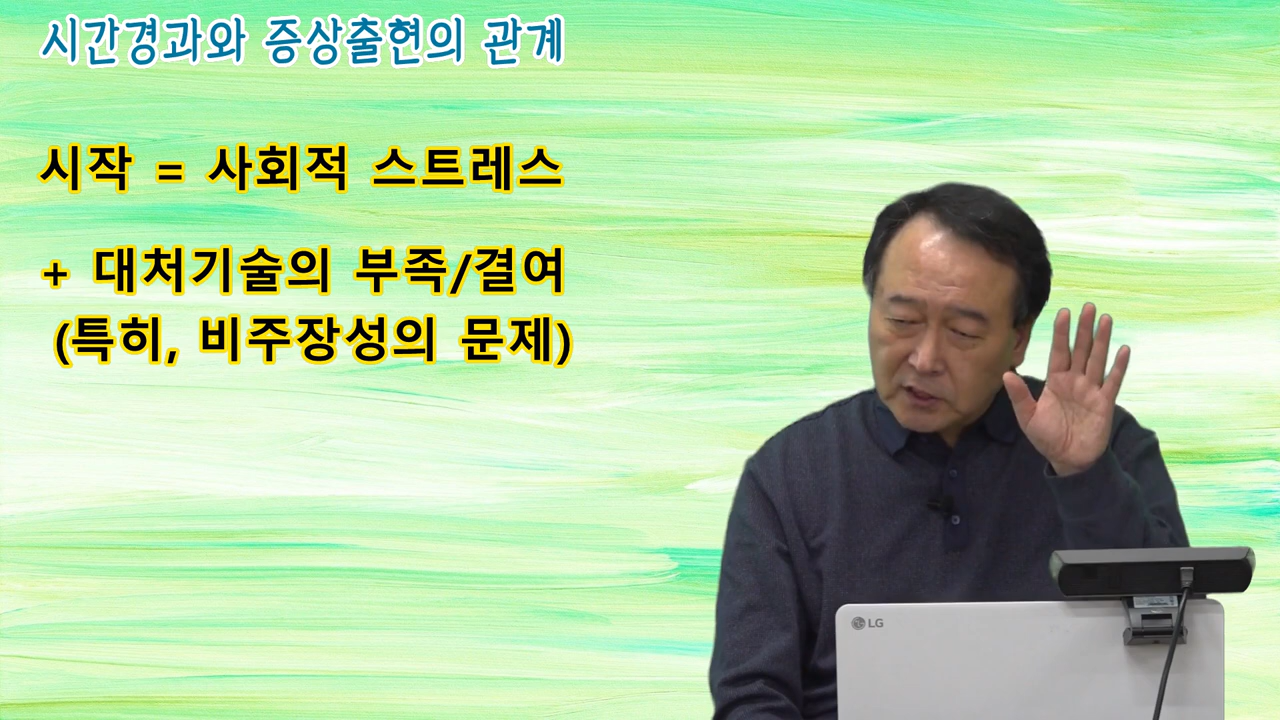 시간경과와 증상출현의 관계
시작 = 사회적 스트레스
+ 대처기술의 부족/결여
(특히, 비주장성의 문제)
LG